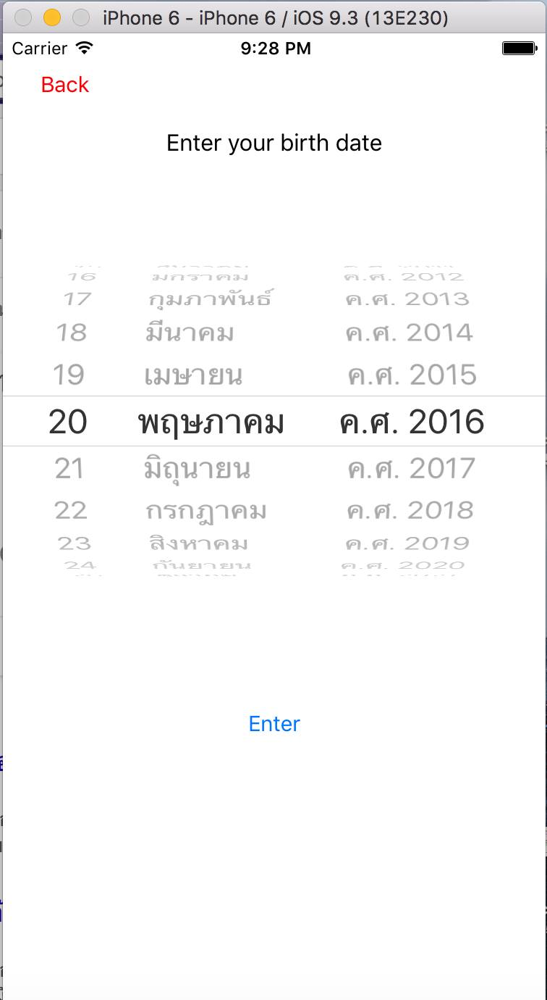 iPhone 6 - iPhone 6 / iOS 9.3 (13E230)
Carrier 9:28 PM
Back
Enter your birth date
16 มกราคม ค.ศ. 2012
17 กุมภาพันธ์ ค.ศ. 2013
18 มีนาคม ค.ศ. 2014
19 เมษายน ค.ศ. 2015
20 พฤษภาคม ค.ศ. 2016
21 มิถุนายน ค.ศ. 2017
22 กรกฎาคม ค.ศ. 2018
23 สิงหาคม ค.ศ. 2019
24 กันยายน ค.ศ. 2020
Enter